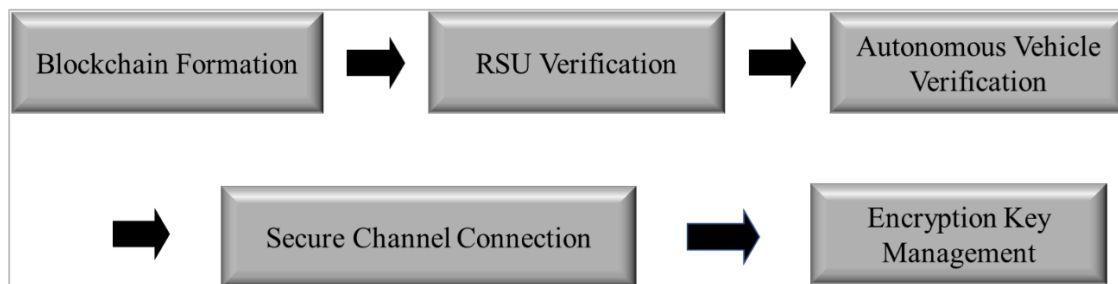 Blockchain Formation
RSU Verification
Autonomous Vehicle
Verification
Secure Channel Connection
Encryption Key
Management